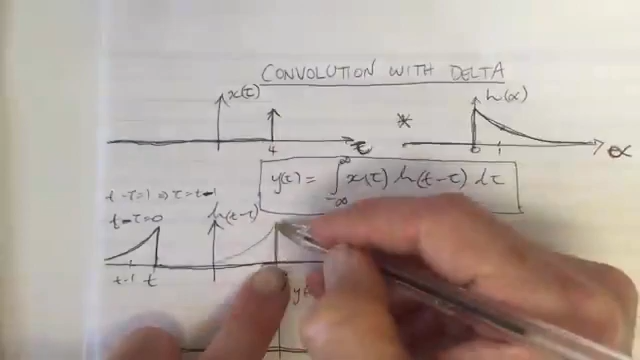 CONVOLUTION WITH DELTA
x(τ)
h(α)
*
4
τ
0
1
α
y(t) = ∫ x(τ) h(t-τ) dτ
∞
-∞
t-τ=1 ⇒ τ=t-1
t-τ=0
h(t-τ)
t-1
t
y(